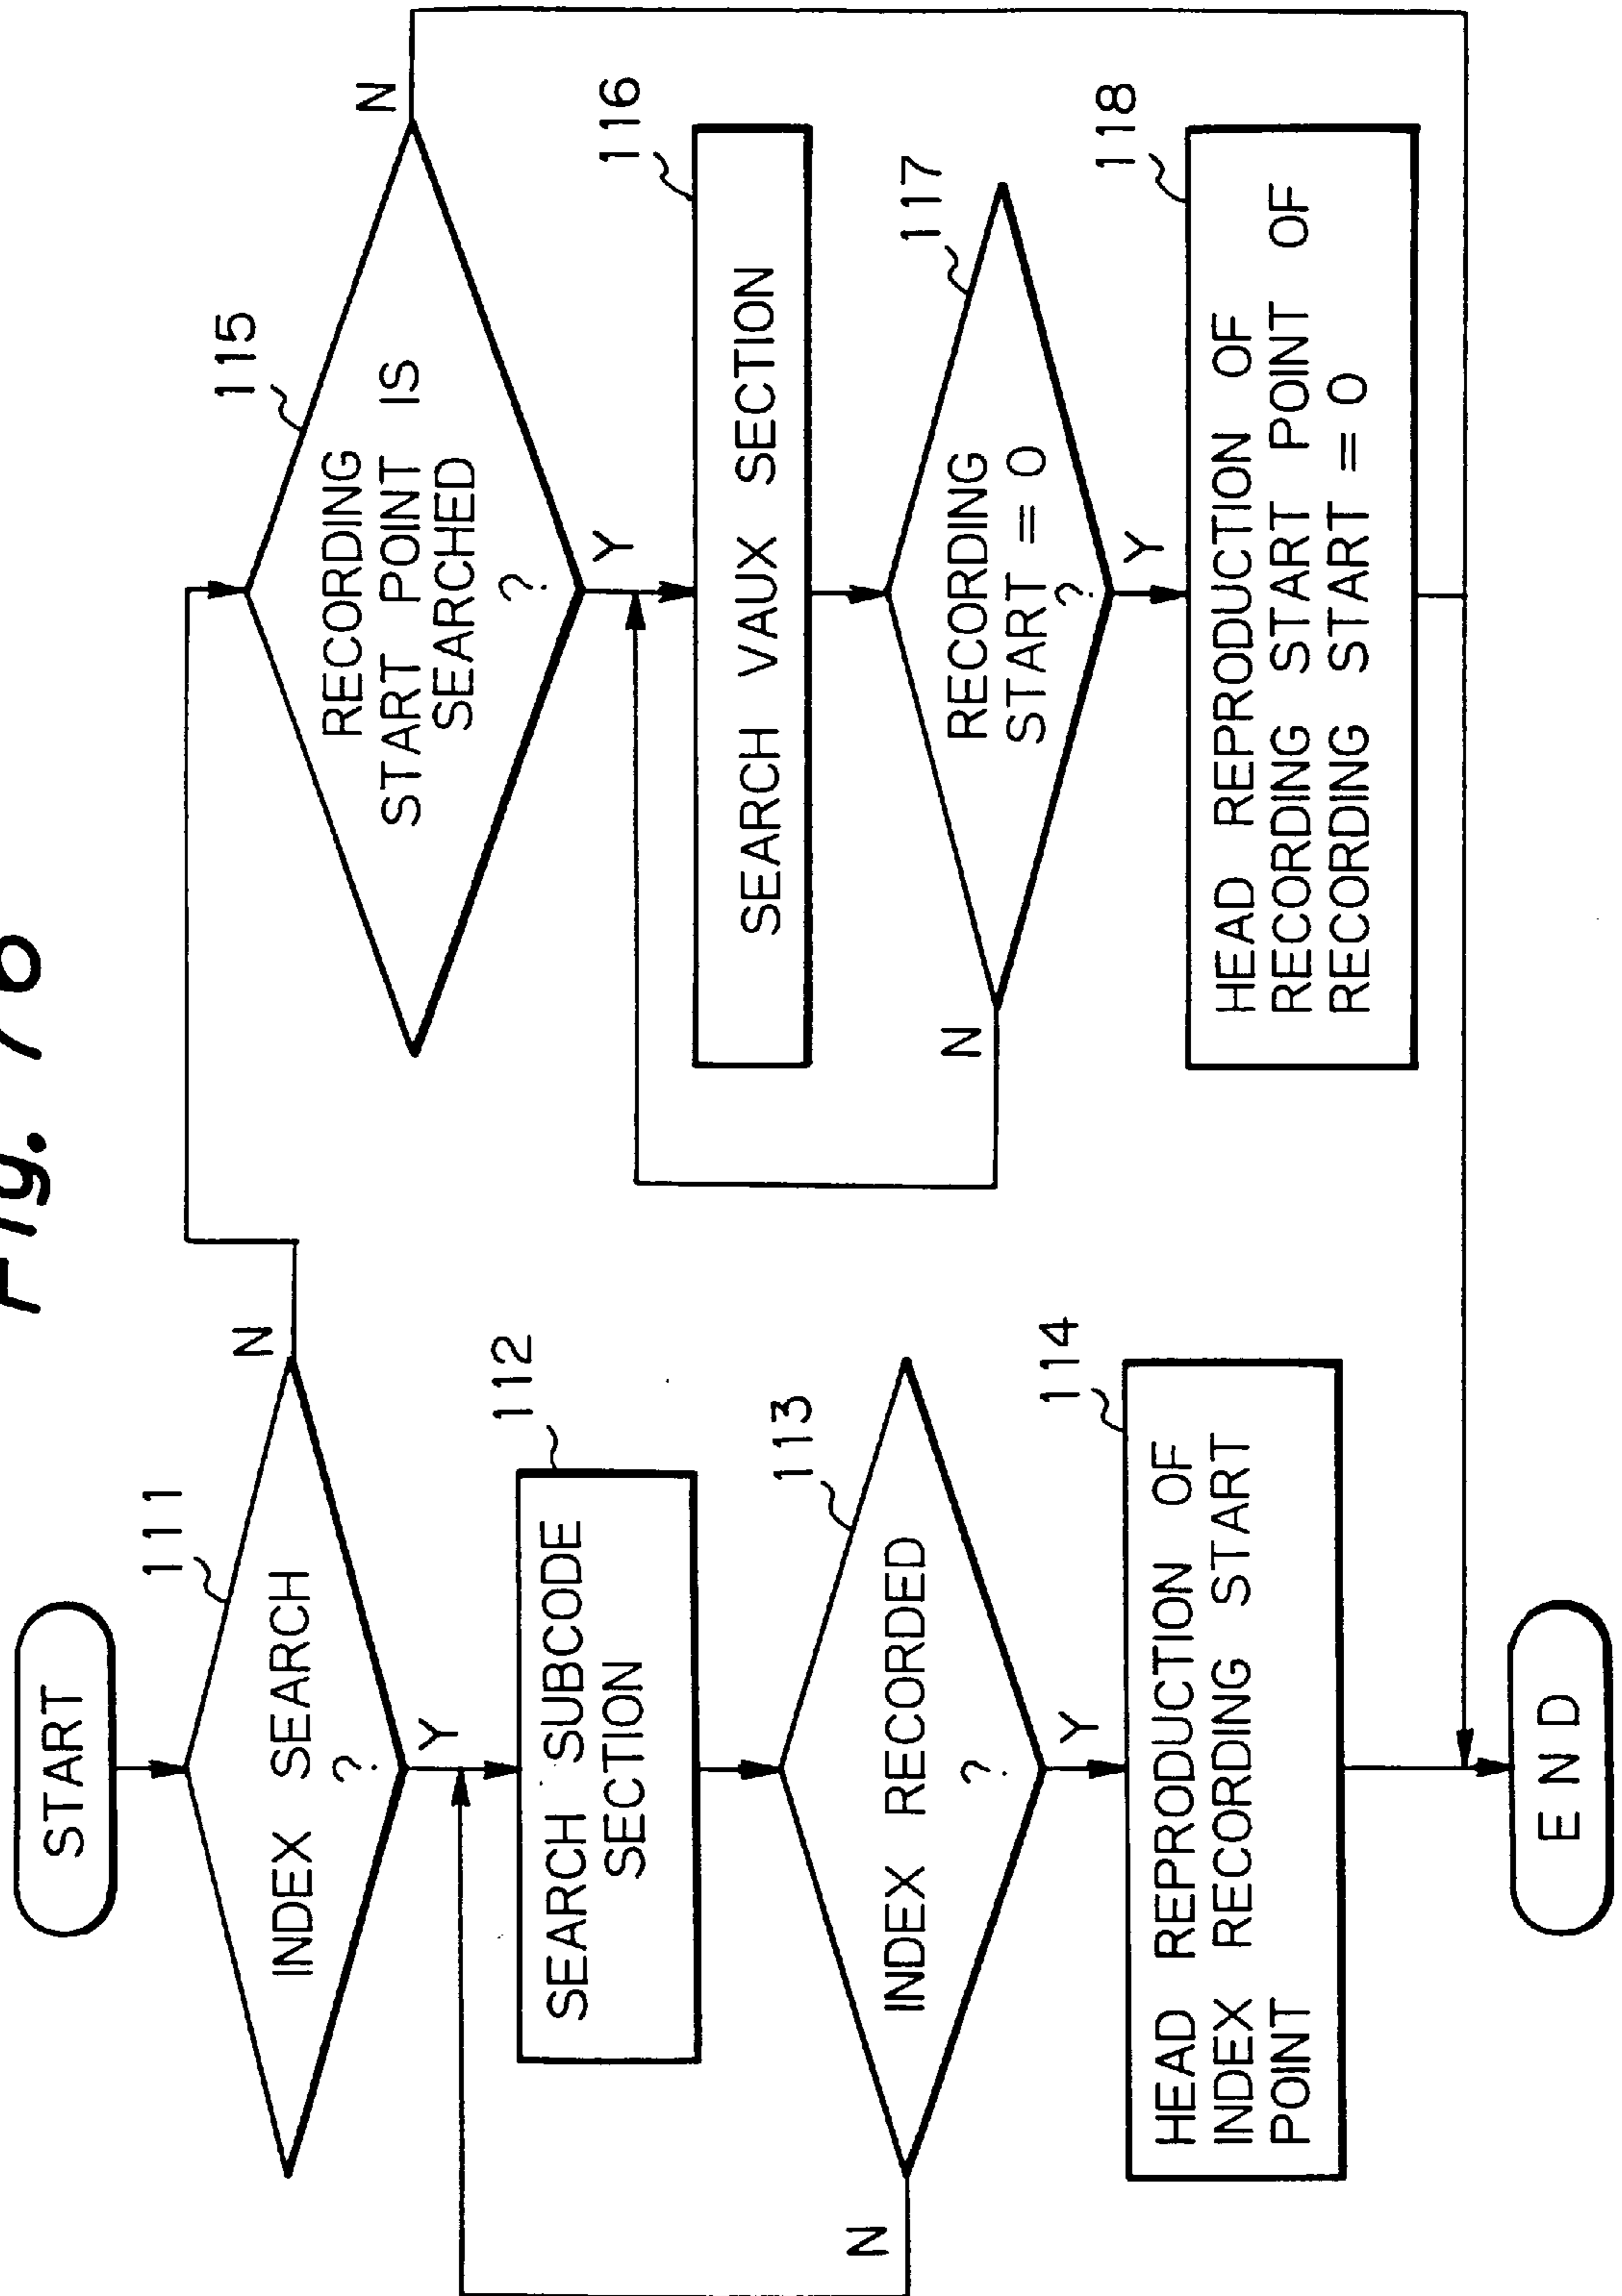 Fig.
START
111
INDEX SEARCH
?
N
Y
112
SEARCH SUBCODE
SECTION
113
INDEX RECORDED
?
N
Y
114
HEAD REPRODUCTION OF
INDEX RECORDING START
POINT
END
115
RECORDING
START POINT IS
SEARCHED
?
N
Y
116
SEARCH VAUX SECTION
117
RECORDING
START = 0
?
N
Y
118
HEAD REPRODUCTION OF
RECORDING START POINT OF
RECORDING START = 0